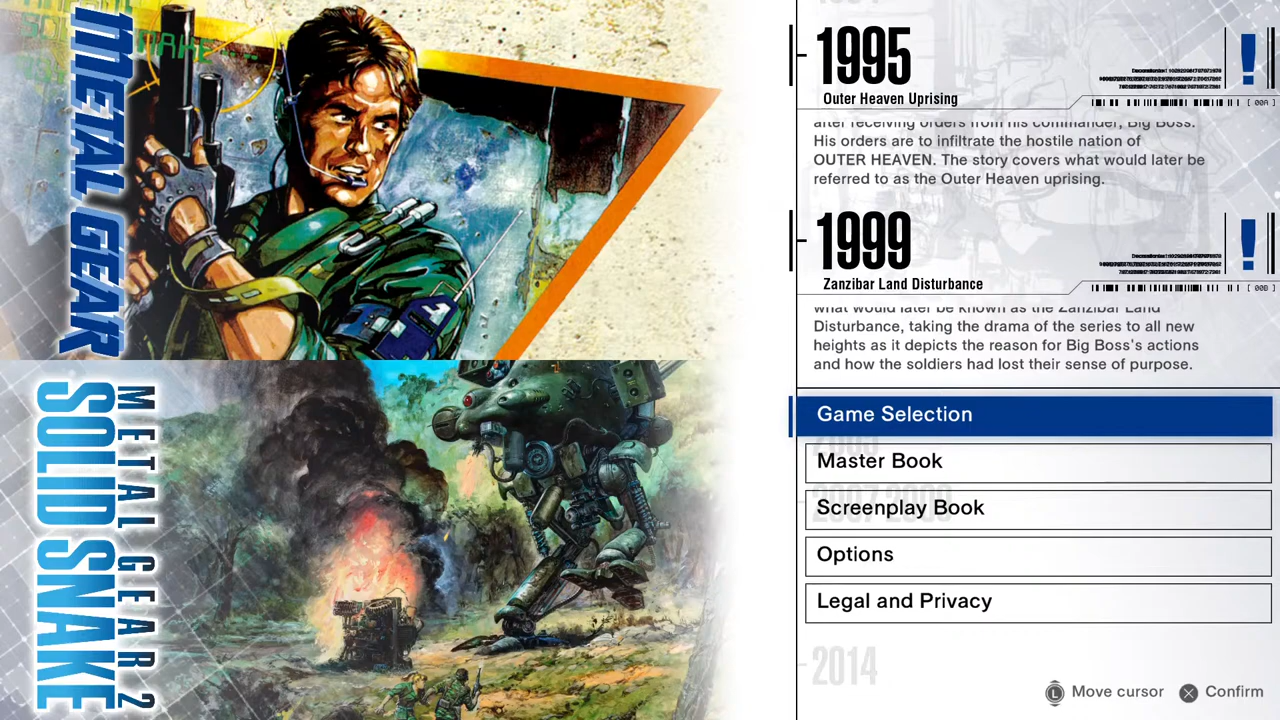 METAL GEAR
METAL GEAR 2
SOLID SNAKE
1995
Outer Heaven Uprising
after receiving orders from his commander, Big Boss.
His orders are to infiltrate the hostile nation of
OUTER HEAVEN. The story covers what would later be
referred to as the Outer Heaven uprising.
1999
Zanzibar Land Disturbance
what would later be known as the Zanzibar Land
Disturbance, taking the drama of the series to all new
heights as it depicts the reason for Big Boss's actions
and how the soldiers had lost their sense of purpose.
Game Selection
Master Book
Screenplay Book
Options
Legal and Privacy
2014
L Move cursor
Confirm